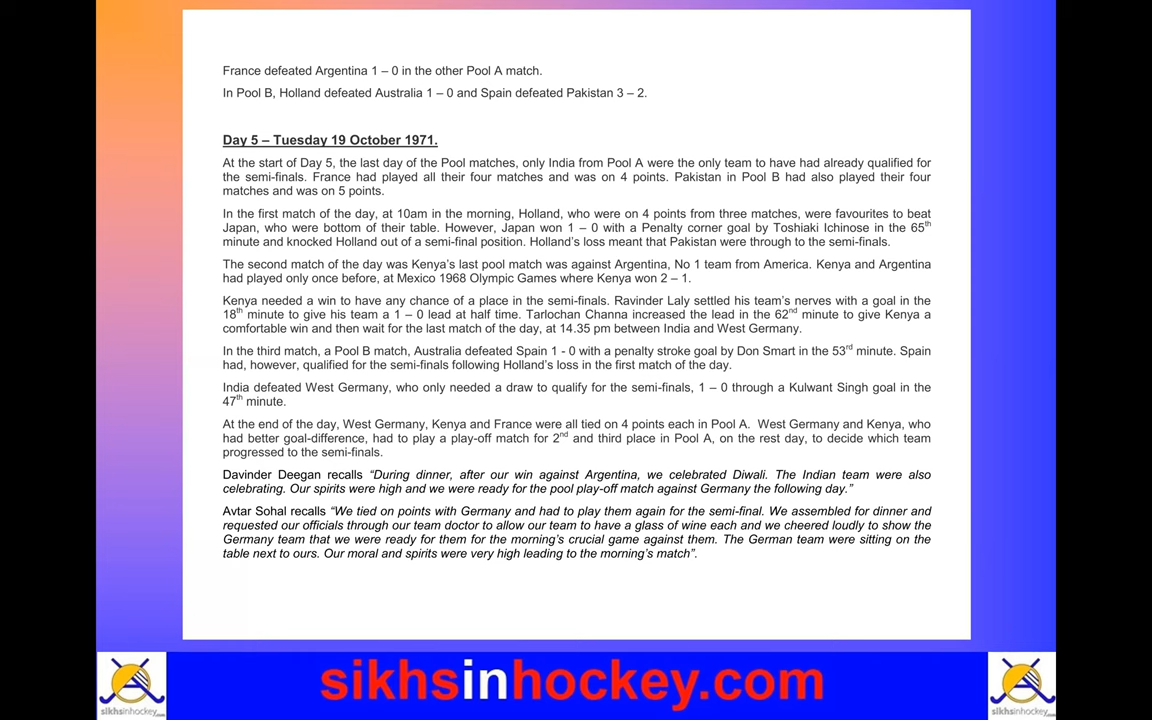 France defeated Argentina 1 – 0 in the other Pool A match.
In Pool B, Holland defeated Australia 1 – 0 and Spain defeated Pakistan 3 – 2.
Day 5 – Tuesday 19 October 1971.
At the start of Day 5, the last day of the Pool matches, only India from Pool A were the only team to have had already qualified for
the semi-finals. France had played all their four matches and was on 4 points. Pakistan in Pool B had also played their four
matches and was on 5 points.
In the first match of the day, at 10am in the morning, Holland, who were on 4 points from three matches, were favourites to beat
Japan, who were bottom of their table. However, Japan won 1 – 0 with a Penalty corner goal by Toshiaki Ichinose in the 65th
minute and knocked Holland out of a semi-final position. Holland's loss meant that Pakistan were through to the semi-finals.
The second match of the day was Kenya's last pool match was against Argentina, No 1 team from America. Kenya and Argentina
had played only once before, at Mexico 1968 Olympic Games where Kenya won 2 – 1.
Kenya needed a win to have any chance of a place in the semi-finals. Ravinder Laly settled his team's nerves with a goal in the
18th minute to give his team a 1 – 0 lead at half time. Tarlochan Channa increased the lead in the 62nd minute to give Kenya a
comfortable win and then wait for the last match of the day, at 14.35 pm between India and West Germany.
In the third match, a Pool B match, Australia defeated Spain 1 - 0 with a penalty stroke goal by Don Smart in the 53rd minute. Spain
had, however, qualified for the semi-finals following Holland's loss in the first match of the day.
India defeated West Germany, who only needed a draw to qualify for the semi-finals, 1 – 0 through a Kulwant Singh goal in the
47th minute.
At the end of the day, West Germany, Kenya and France were all tied on 4 points each in Pool A. West Germany and Kenya, who
had better goal-difference, had to play a play-off match for 2nd and third place in Pool A, on the rest day, to decide which team
progressed to the semi-finals.
Davinder Deegan recalls "During dinner, after our win against Argentina, we celebrated Diwali. The Indian team were also
celebrating. Our spirits were high and we were ready for the pool play-off match against Germany the following day."
Avtar Sohal recalls "We tied on points with Germany and had to play them again for the semi-final. We assembled for dinner and
requested our officials through our team doctor to allow our team to have a glass of wine each and we cheered loudly to show the
Germany team that we were ready for them for the morning's crucial game against them. The German team were sitting on the
table next to ours. Our moral and spirits were very high leading to the morning's match".
sikhsinhockey.com
sikhsinhockey.com
sikhsinhockey.com